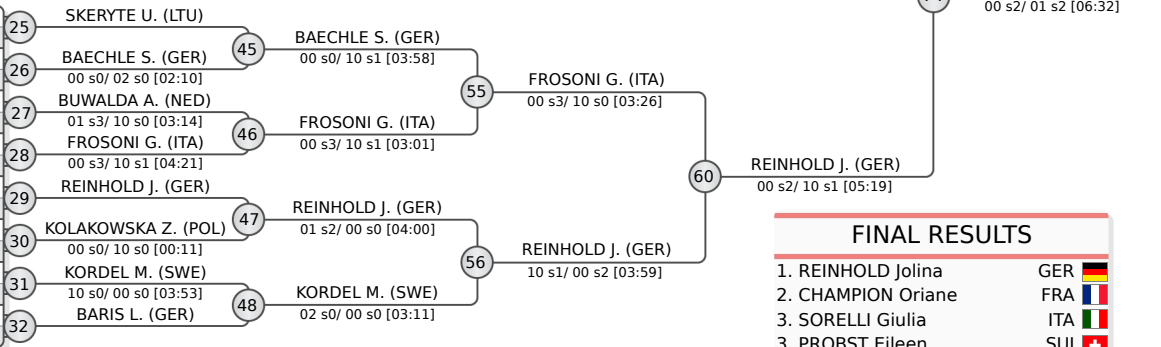 00 s2/ 01 s2 [06:32]
25
SKERYTE U. (LTU)
45
BAECHLE S. (GER)
00 s0/ 10 s1 [03:58]
26
BAECHLE S. (GER)
00 s0/ 02 s0 [02:10]
55
FROSONI G. (ITA)
00 s3/ 10 s0 [03:26]
27
BUWALDA A. (NED)
01 s3/ 10 s0 [03:14]
46
FROSONI G. (ITA)
00 s3/ 10 s1 [03:01]
28
FROSONI G. (ITA)
00 s3/ 10 s1 [04:21]
60
REINHOLD J. (GER)
00 s2/ 10 s1 [05:19]
29
REINHOLD J. (GER)
47
REINHOLD J. (GER)
01 s2/ 00 s0 [04:00]
30
KOLAKOWSKA Z. (POL)
00 s0/ 10 s0 [00:11]
56
REINHOLD J. (GER)
10 s1/ 00 s2 [03:59]
31
KORDEL M. (SWE)
10 s0/ 00 s0 [03:53]
48
KORDEL M. (SWE)
02 s0/ 00 s0 [03:11]
32
BARIS L. (GER)
FINAL RESULTS
1. REINHOLD Jolina GER
2. CHAMPION Oriane FRA
3. SORELLI Giulia ITA
3. PROBST Eileen SUI